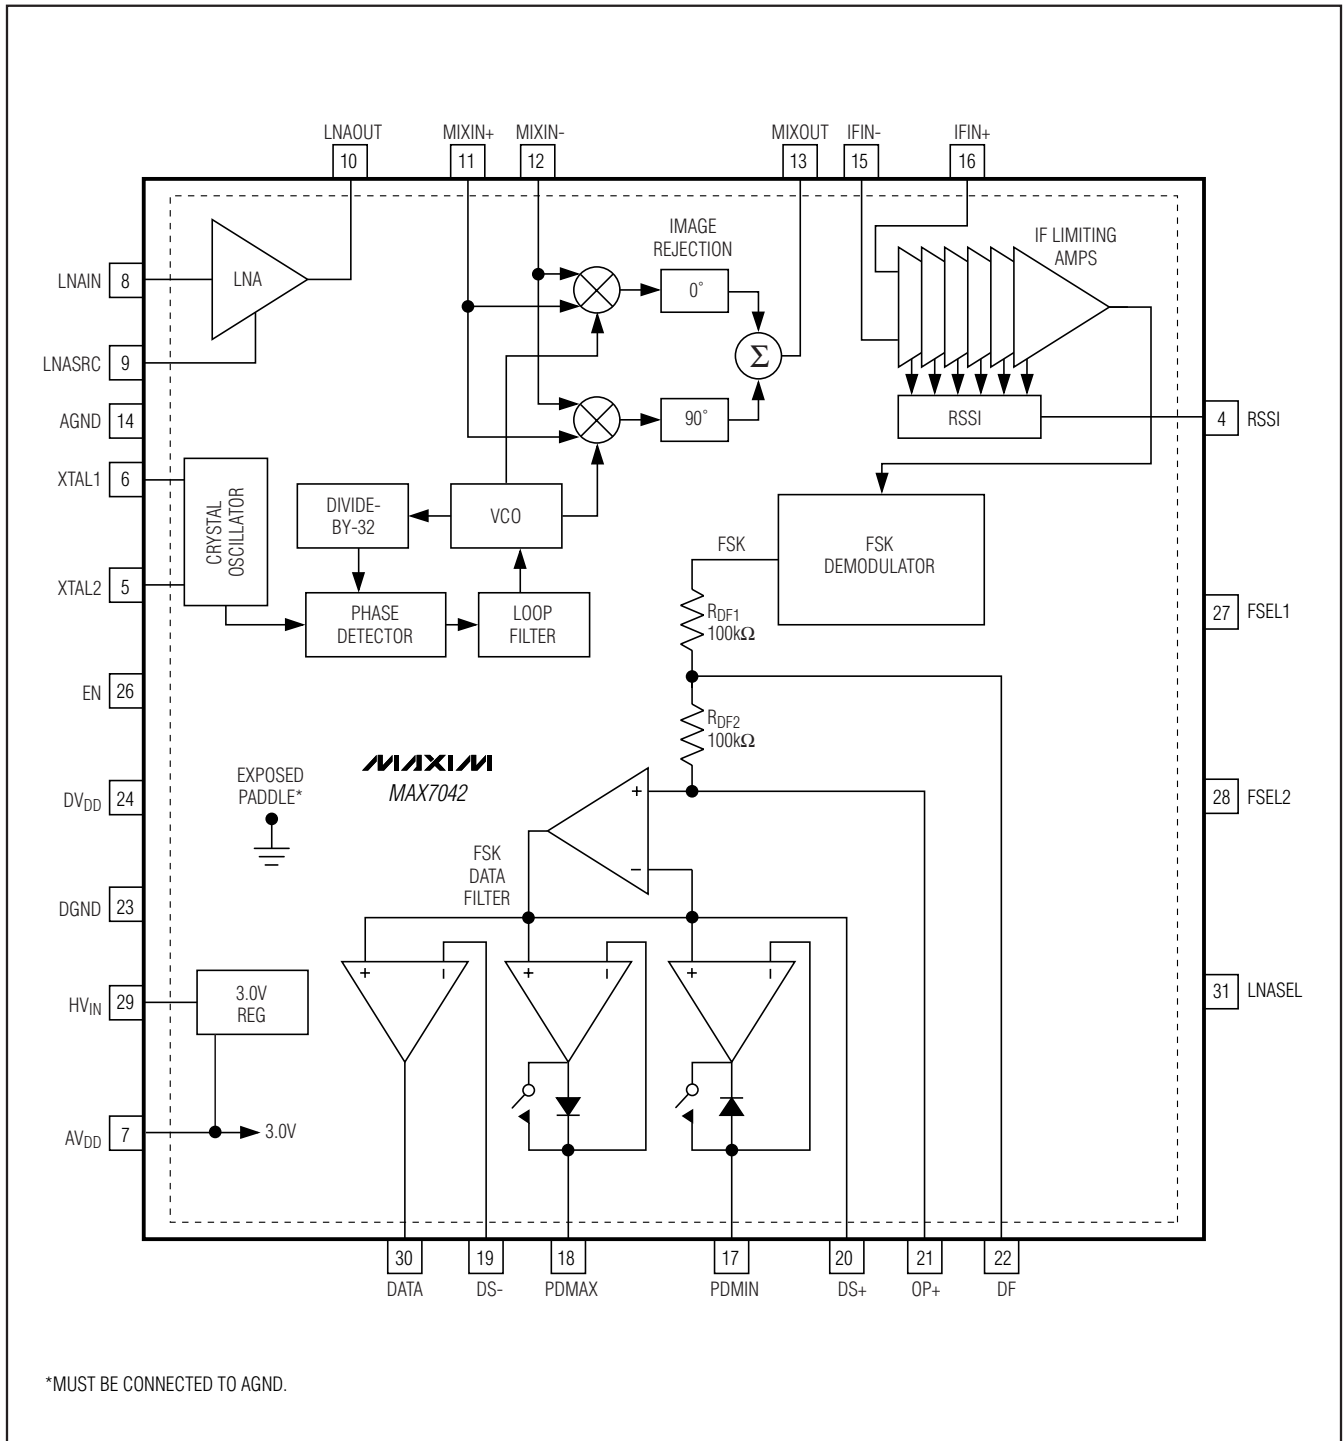 LNAOUT MIXIN+ MIXIN- MIXOUT IFIN- IFIN+
10 11 12 13 15 16
IMAGE
REJECTION
IF LIMITING
AMPS
LNAIN 8
LNA
0°
LNASRC 9
Σ
AGND 14
90°
RSSI
4 RSSI
XTAL1 6
CRYSTAL
OSCILLATOR
DIVIDE-
BY-32
VCO
FSK
FSK
DEMODULATOR
XTAL2 5
PHASE
DETECTOR
LOOP
FILTER
RDF1
100kΩ
27 FSEL1
EN 26
RDF2
100kΩ
MAXIM
MAX7042
EXPOSED
PADDLE*
DVDD 24
+
−
28 FSEL2
FSK
DATA
FILTER
DGND 23
+ − + − + −
HVIN 29
3.0V
REG
31 LNASEL
AVDD 7
3.0V
30 19 18 17 20 21 22
DATA DS- PDMAX PDMIN DS+ OP+ DF
*MUST BE CONNECTED TO AGND.